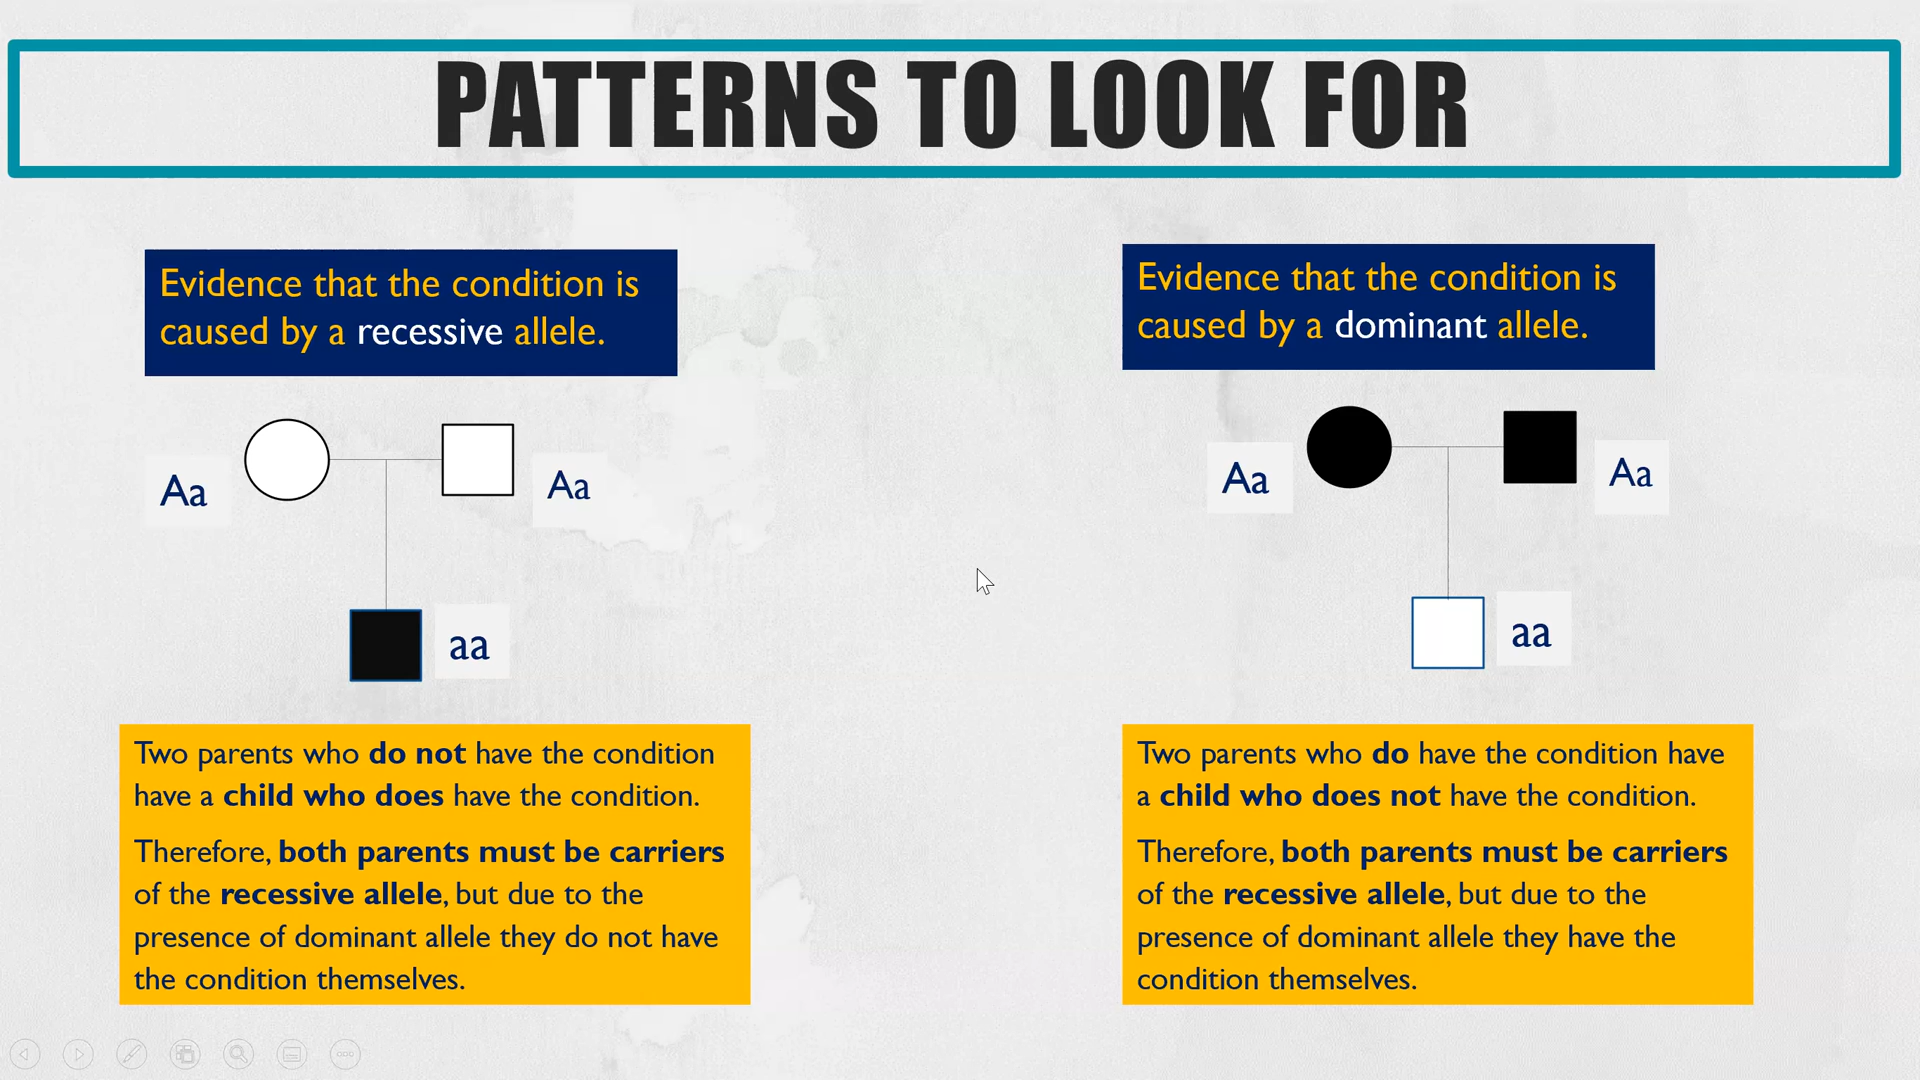 PATTERNS TO LOOK FOR
Evidence that the condition is
caused by a recessive allele.
Aa
Aa
aa
Two parents who do not have the condition
have a child who does have the condition.
Therefore, both parents must be carriers
of the recessive allele, but due to the
presence of dominant allele they do not have
the condition themselves.
Evidence that the condition is
caused by a dominant allele.
Aa
Aa
aa
Two parents who do have the condition have
a child who does not have the condition.
Therefore, both parents must be carriers
of the recessive allele, but due to the
presence of dominant allele they have the
condition themselves.